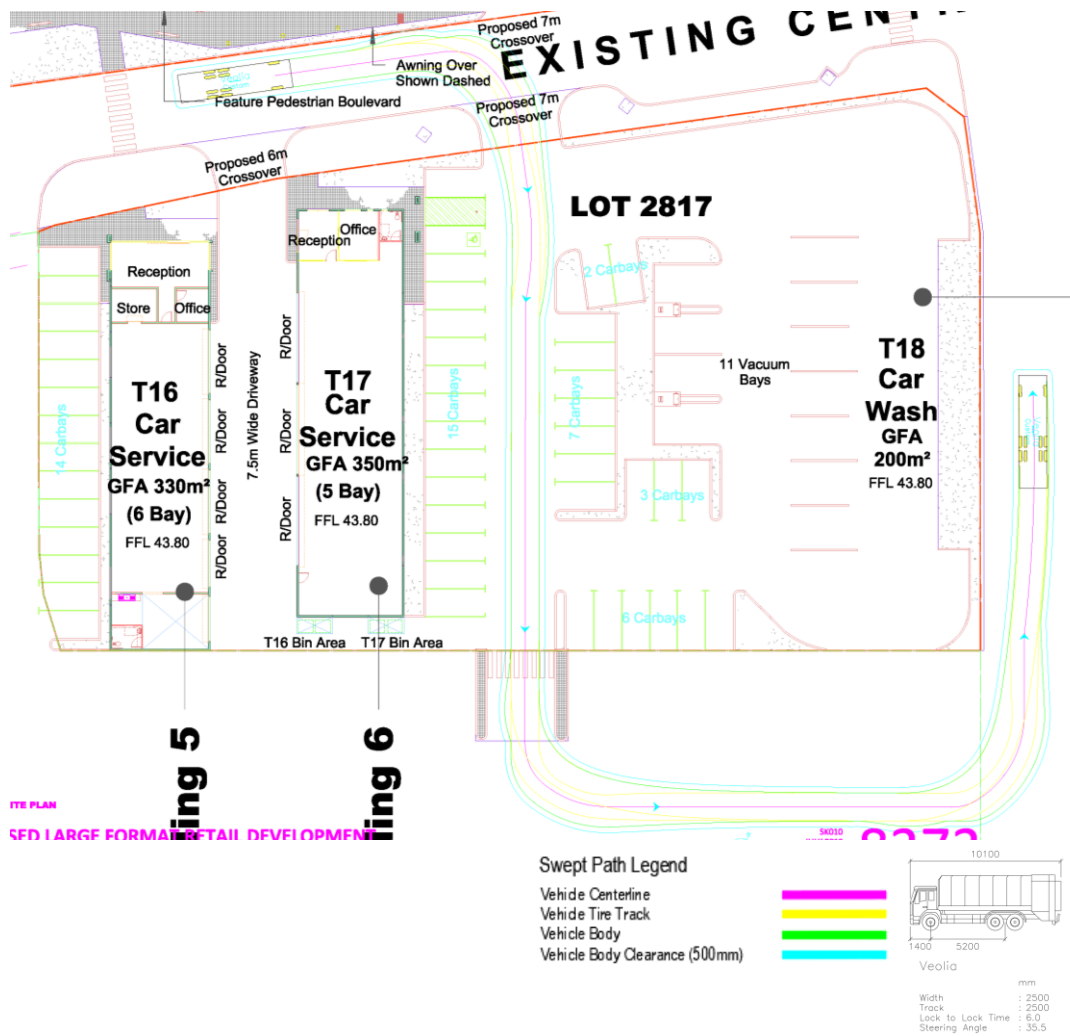 Proposed 7m
Crossover
EXISTING
Awning Over
Shown Dashed
Veolia
Feature Pedestrian Boulevard
Proposed 7m
Crossover
Proposed 6m
Crossover
LOT 2817
Reception
Office
Reception
Store
Office
2 Carbays
R/Door
R/Door
7.5m Wide Driveway
T16
Car
Service
GFA 330m²
(6 Bay)
FFL 43.80
T17
Car
Service
GFA 350m²
(5 Bay)
FFL 43.80
14 Carbays
R/Door
R/Door
R/Door
R/Door
R/Door
15 Carbays
7 Carbays
11 Vacuum
Bays
T18
Car
Wash
GFA
200m²
FFL 43.80
3 Carbays
6 Carbays
T16 Bin Area
T17 Bin Area
ing 5
ing 6
ITE PLAN
SED LARGE FORMAT RETAIL DEVELOPMENT
SK010
Swept Path Legend
Vehicle Centerline
Vehicle Tire Track
Vehicle Body
Vehicle Body Clearance (500mm)
10100
1400
5200
Veolia
mm
Width : 2500
Track : 2500
Lock to Lock Time : 6.0
Steering Angle : 35.5